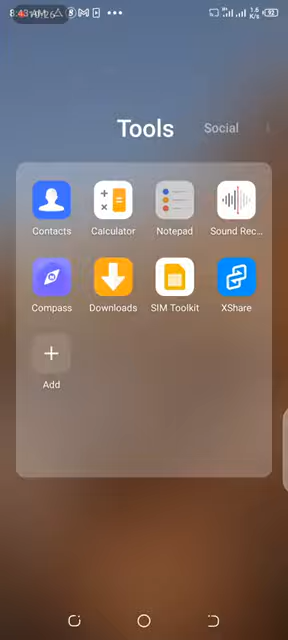 Tools Social
Contacts Calculator Notepad Sound Rec...
Compass Downloads SIM Toolkit XShare
Add